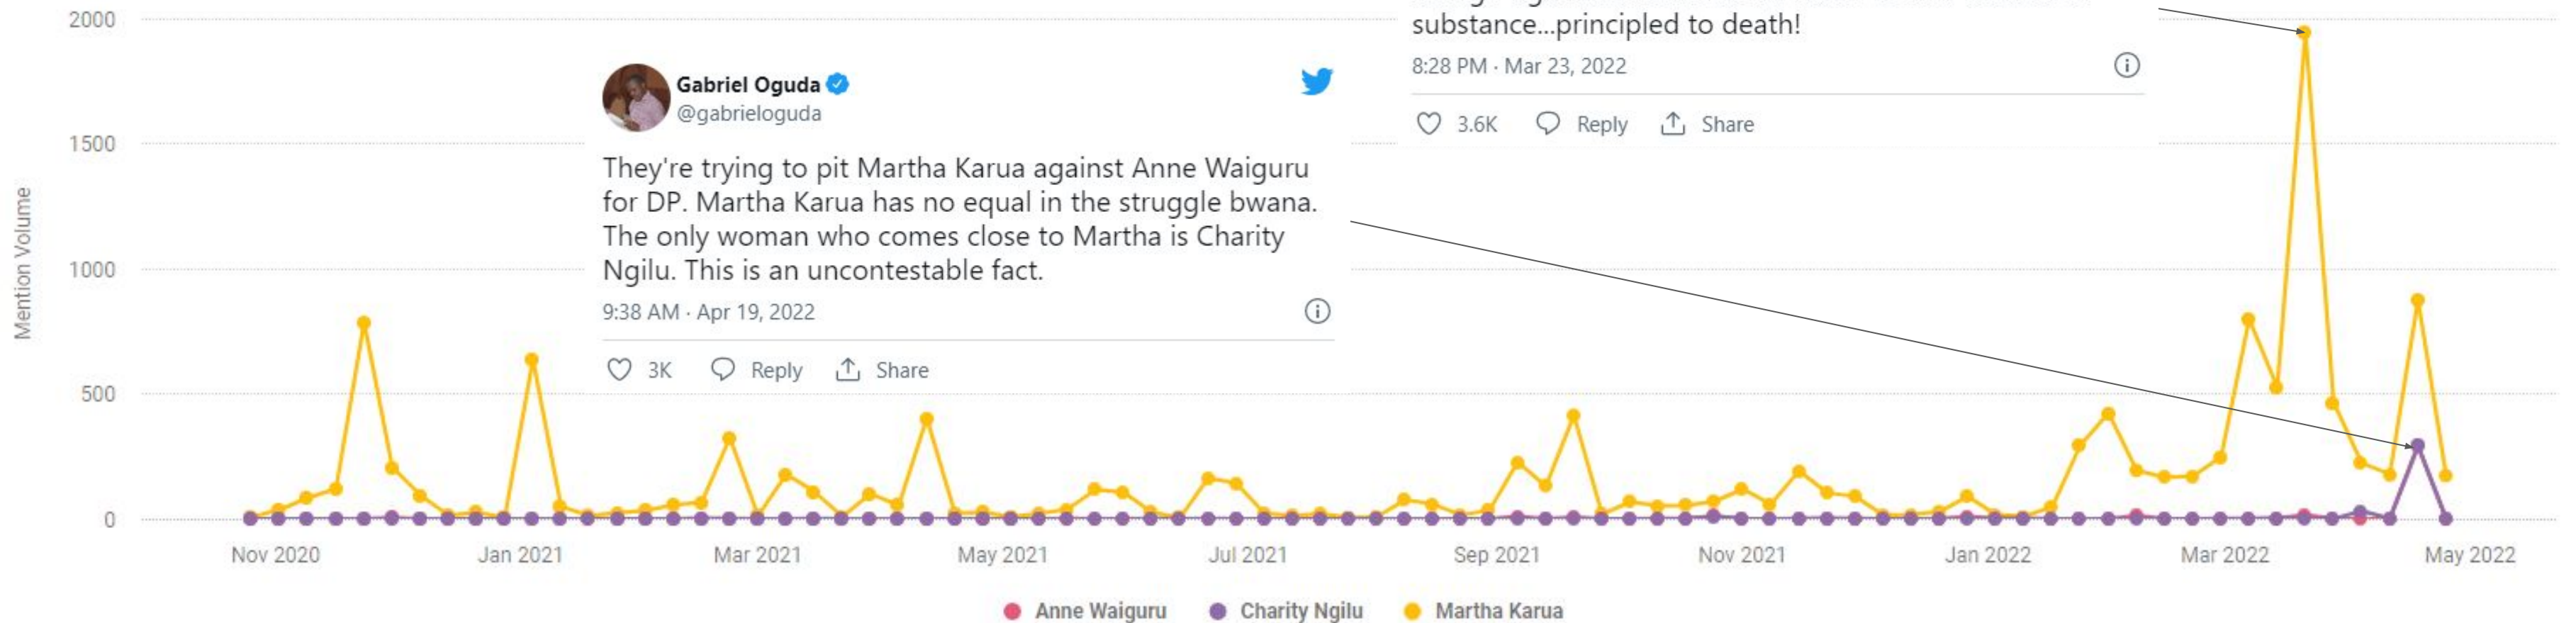 2000
1500
1000
500
0
Mention Volume
substance...principled to death!
8:28 PM · Mar 23, 2022
3.6K Reply Share
Gabriel Oguda
@gabrieloguda
They're trying to pit Martha Karua against Anne Waiguru
for DP. Martha Karua has no equal in the struggle bwana.
The only woman who comes close to Martha is Charity
Ngilu. This is an uncontestable fact.
9:38 AM · Apr 19, 2022
3K Reply Share
Nov 2020 Jan 2021 Mar 2021 May 2021 Jul 2021 Sep 2021 Nov 2021 Jan 2022 Mar 2022 May 2022
Anne Waiguru Charity Ngilu Martha Karua